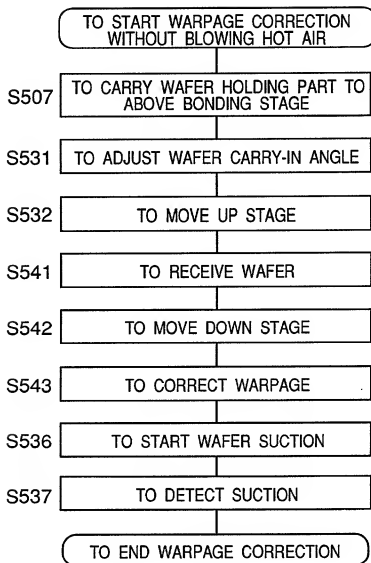 TO START WARPAGE CORRECTION
WITHOUT BLOWING HOT AIR
S507
TO CARRY WAFER HOLDING PART TO
ABOVE BONDING STAGE
S531
TO ADJUST WAFER CARRY-IN ANGLE
S532
TO MOVE UP STAGE
S541
TO RECEIVE WAFER
S542
TO MOVE DOWN STAGE
S543
TO CORRECT WARPAGE
S536
TO START WAFER SUCTION
S537
TO DETECT SUCTION
TO END WARPAGE CORRECTION